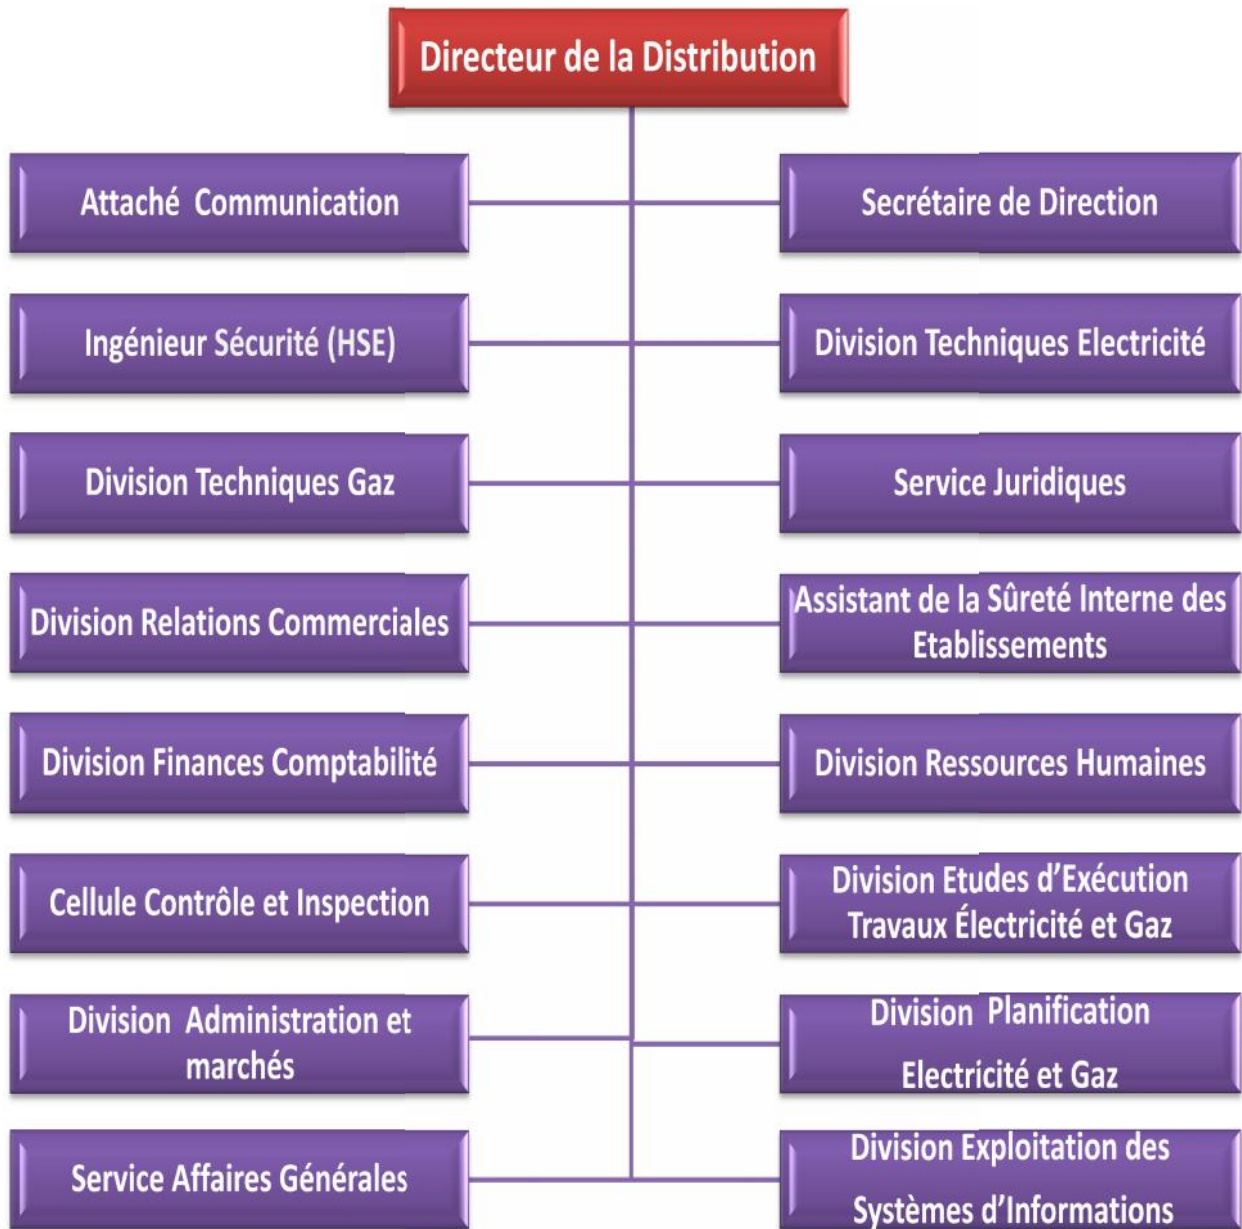 Directeur de la Distribution
Attaché Communication
Secrétaire de Direction
Ingénieur Sécurité (HSE)
Division Techniques Electricité
Division Techniques Gaz
Service Juridiques
Division Relations Commerciales
Assistant de la Sûreté Interne des
Etablissements
Division Finances Comptabilité
Division Ressources Humaines
Cellule Contrôle et Inspection
Division Etudes d’Exécution
Travaux Électricité et Gaz
Division Administration et
marchés
Division Planification
Electricité et Gaz
Service Affaires Générales
Division Exploitation des
Systèmes d’Informations